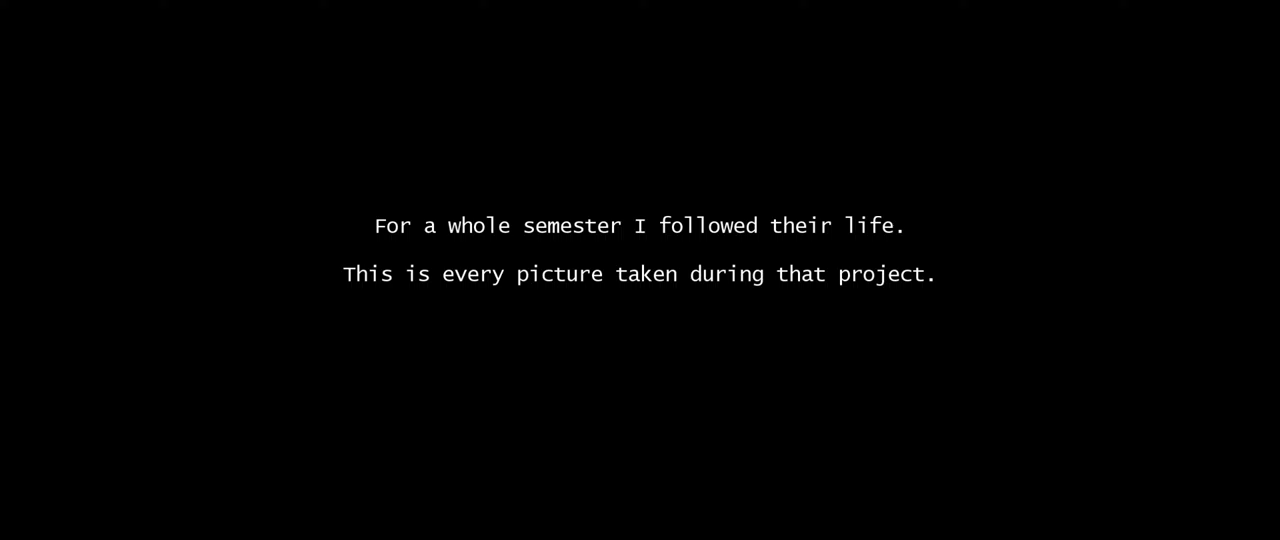 For a whole semester I followed their life.
This is every picture taken during that project.